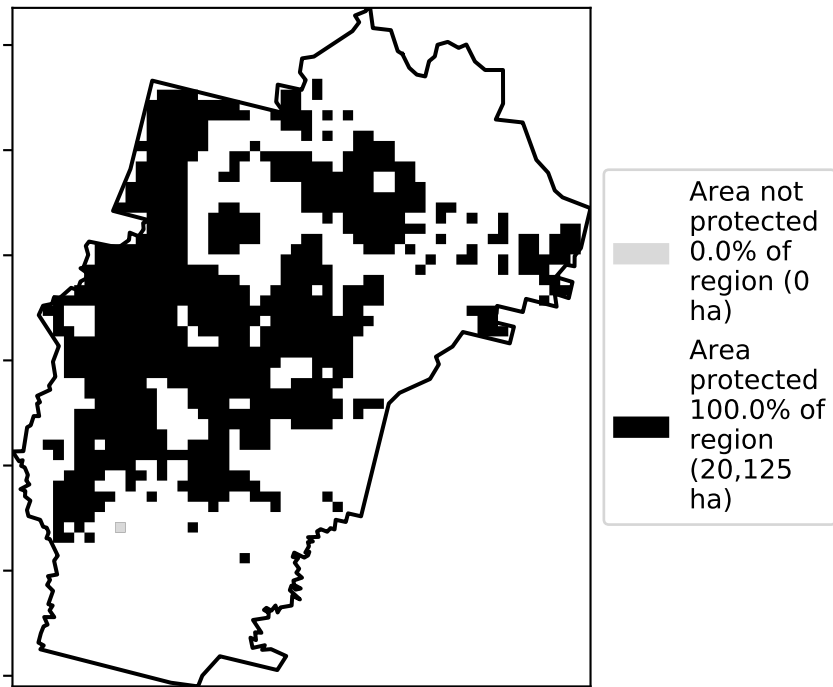 Area not
protected
0.0% of
region (0
ha)
Area
protected
100.0% of
region
(20,125
ha)